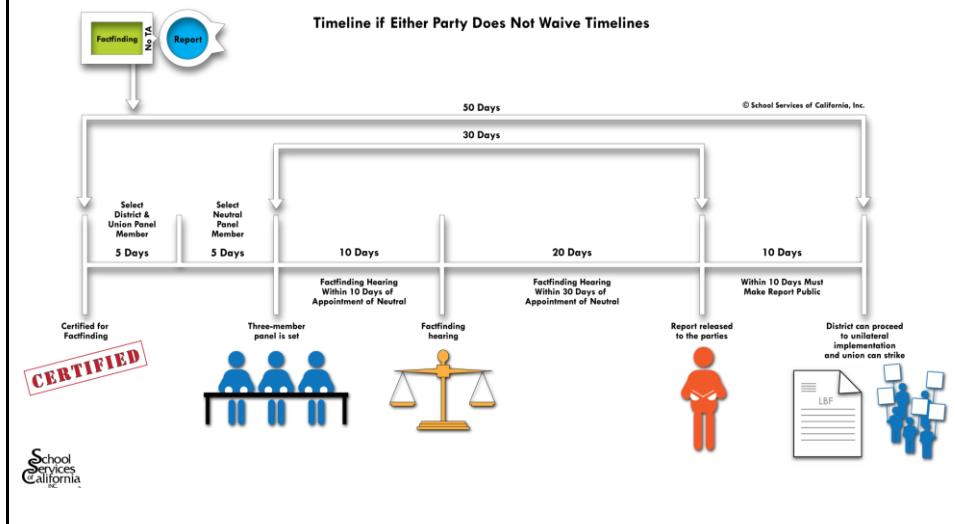 Timeline if Either Party Does Not Waive Timelines
Factfinding
No TA
Report
50 Days
© School Services of California, Inc.
30 Days
Select
District &
Union Panel
Member
5 Days
Select
Neutral
Panel
Member
5 Days
10 Days
Factfinding Hearing
Within 10 Days of
Appointment of Neutral
20 Days
Factfinding Hearing
Within 30 Days of
Appointment of Neutral
10 Days
Within 10 Days Must
Make Report Public
Certified for
Factfinding
CERTIFIED
Three-member
panel is set
Factfinding
hearing
Report released
to the parties
District can proceed
to unilateral
implementation
and union can strike
LBF
School
Services
of California
INC.